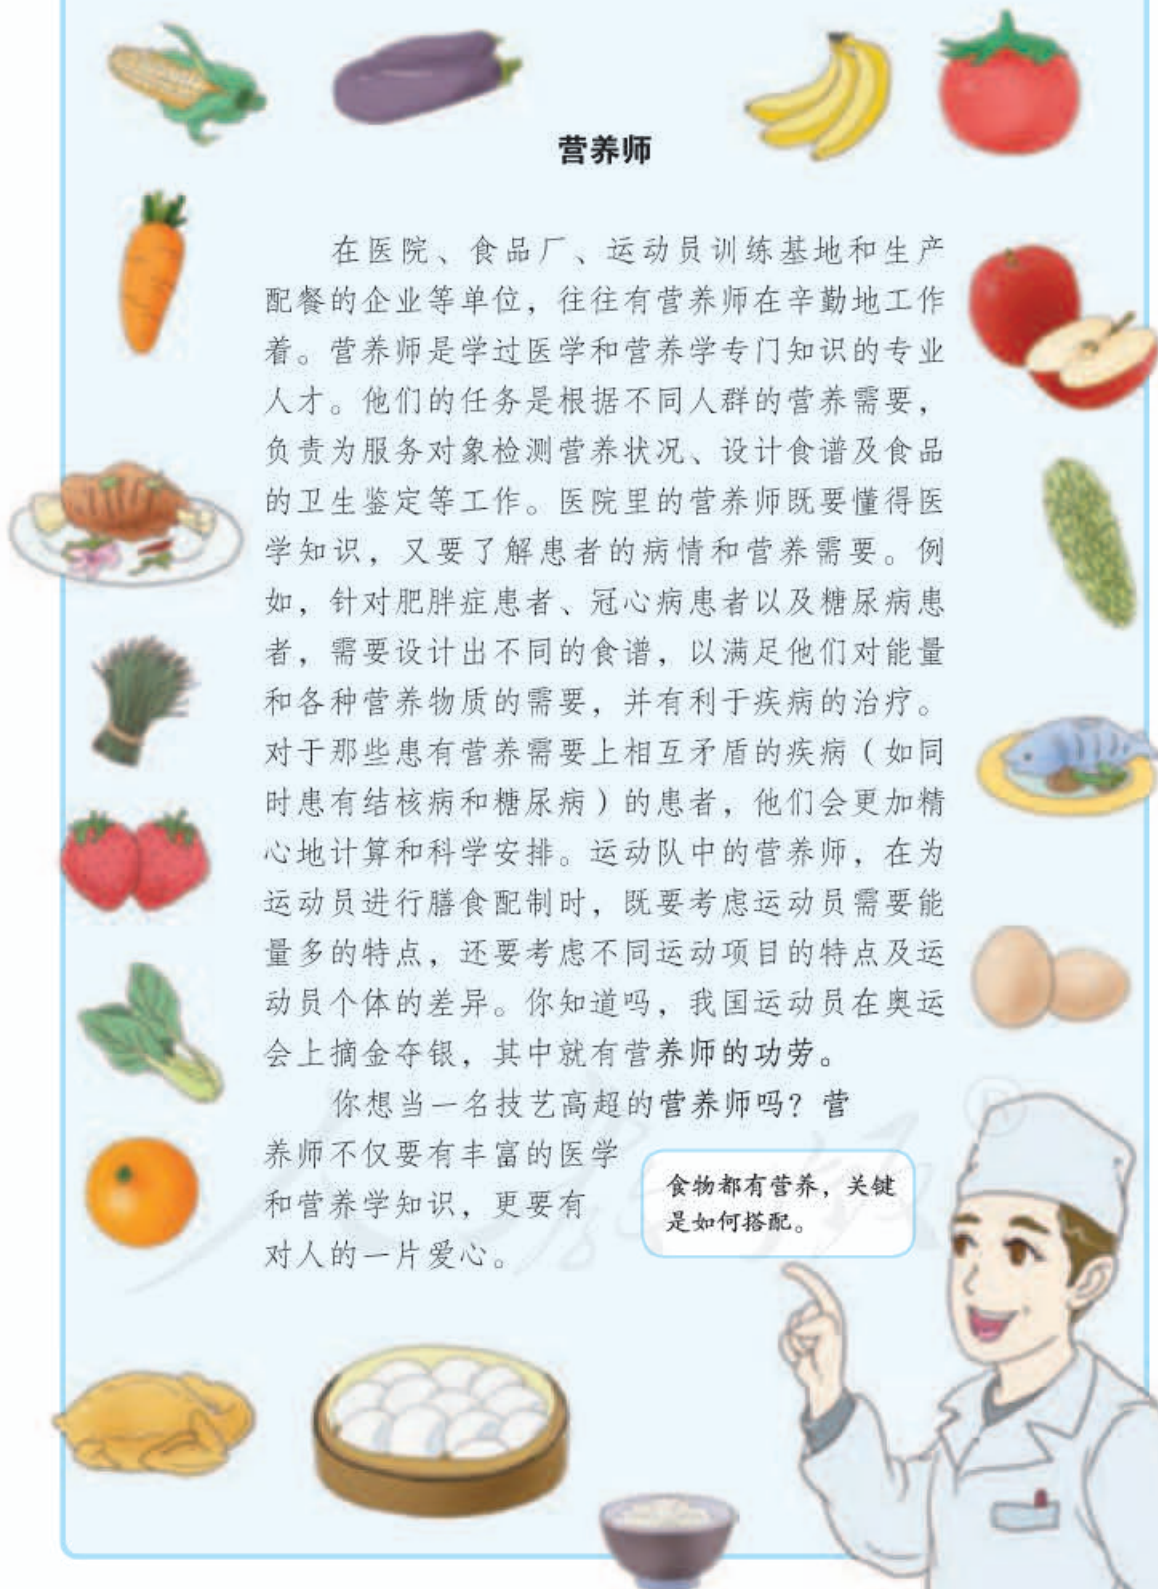 营养师
在医院、食品厂、运动员训练基地和生产
配餐的企业等单位，往往有营养师在辛勤地工作
着。营养师是学过医学和营养学专门知识的专业
人才。他们的任务是根据不同人群的营养需要，
负责为服务对象检测营养状况、设计食谱及食品
的卫生鉴定等工作。医院里的营养师既要懂得医
学知识，又要了解患者的病情和营养需要。例
如，针对肥胖症患者、冠心病患者以及糖尿病患
者，需要设计出不同的食谱，以满足他们对能量
和各种营养物质的需要，并有利于疾病的治疗。
对于那些患有营养需要上相互矛盾的疾病（如同
时患有结核病和糖尿病）的患者，他们会更加精
心地计算和科学安排。运动队中的营养师，在为
运动员进行膳食配制时，既要考虑运动员需要能
量多的特点，还要考虑不同运动项目的特点及运
动员个体的差异。你知道吗，我国运动员在奥运
会上摘金夺银，其中就有营养师的功劳。
你想当一名技艺高超的营养师吗？营
养师不仅要有丰富的医学
和营养学知识，更要有
对人的一片爱心。
食物都有营养，关键
是如何搭配。